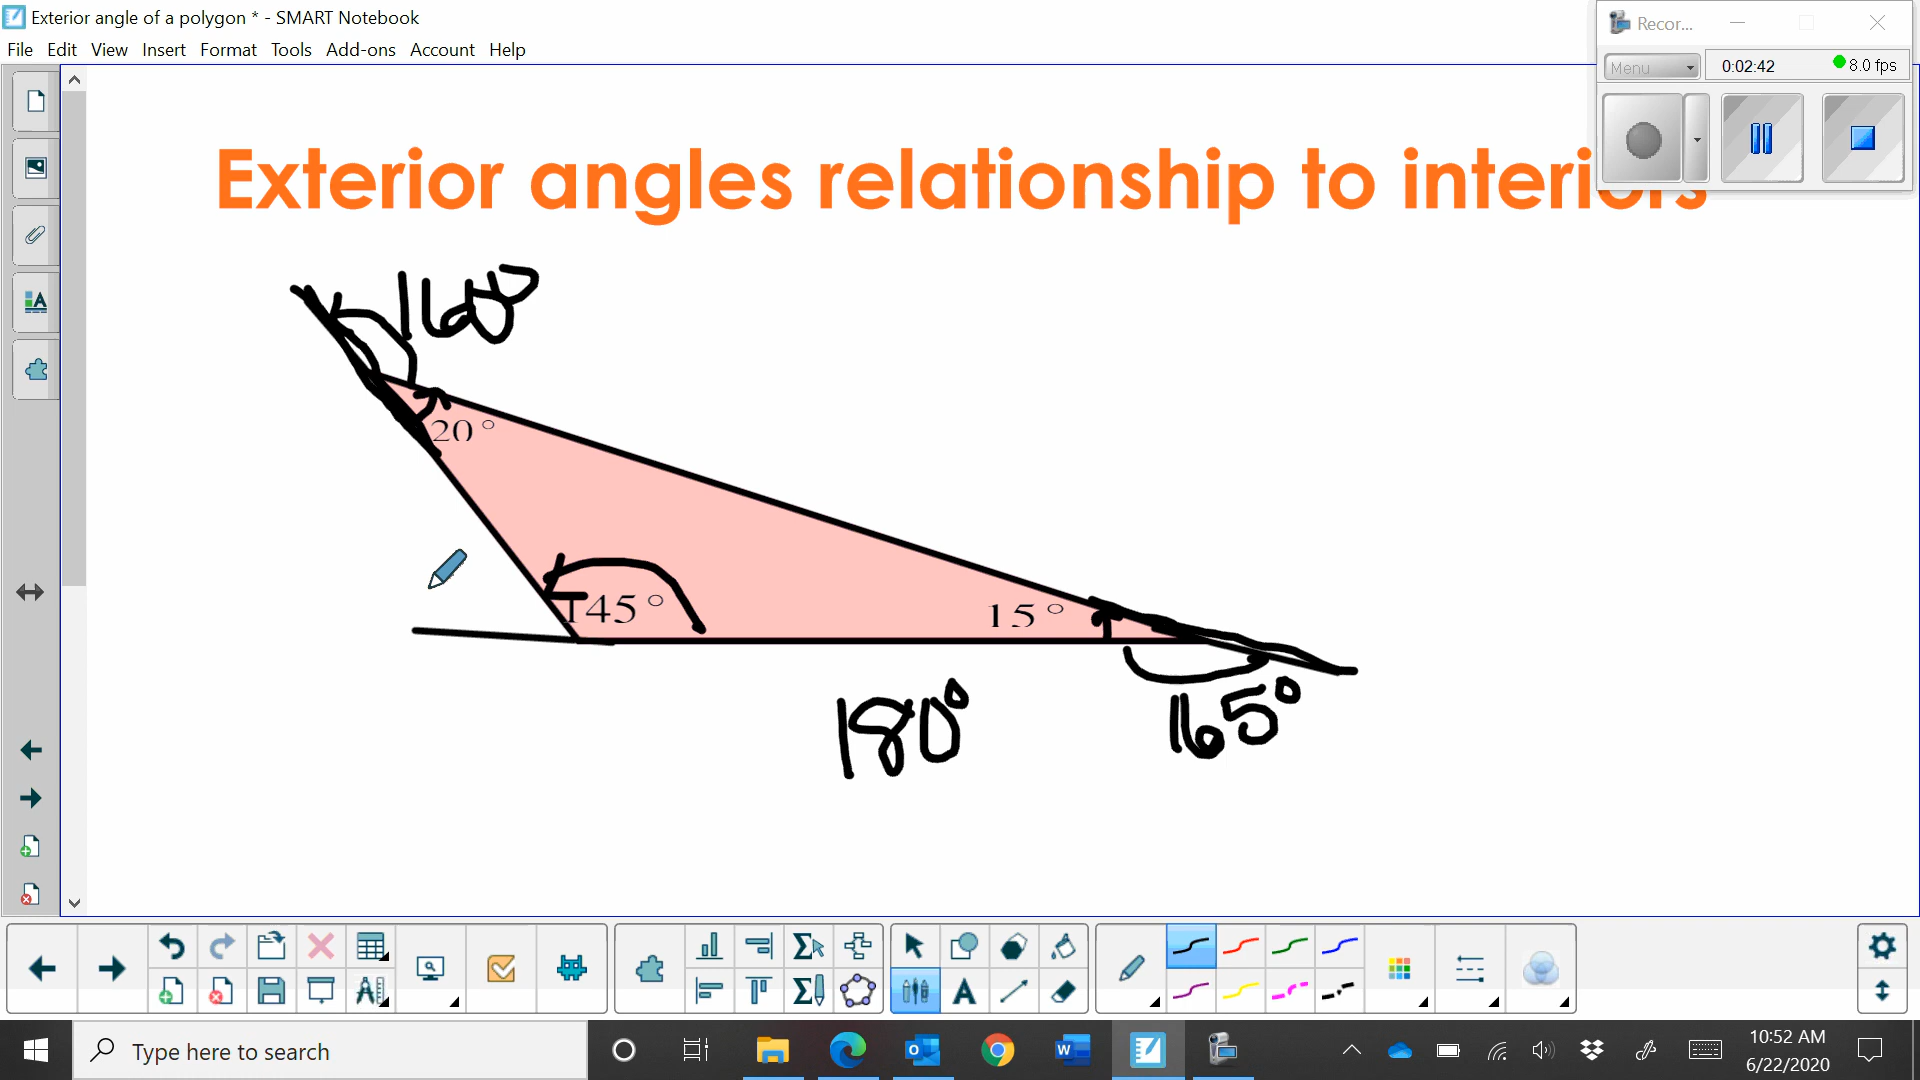 Exterior angle of a polygon * - SMART Notebook
File Edit View Insert Format Tools Add-ons Account Help
Recor...
Menu 0:02:42 8.0 fps
Exterior angles relationship to interiors
160°
20°
145°
15°
180°
165°
Type here to search
10:52 AM
6/22/2020